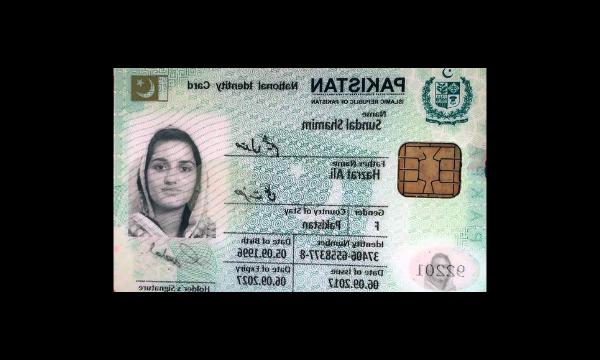 PAKISTAN National Identity Card
ISLAMIC REPUBLIC OF PAKISTAN
Name
Sundal Shamim
Father Name
Hazrat Ali
Gender Country of Stay
F Pakistan
Identity Number Date of Birth
37406-6558377-8 05.09.1996
Date of Issue Date of Expiry
06.09.2017 06.09.2027
Holder's Signature
92201